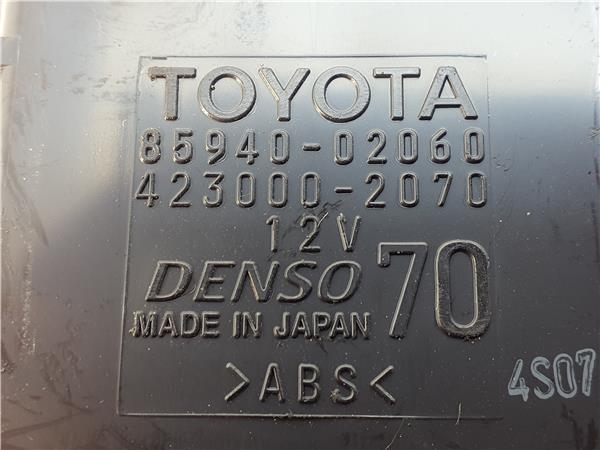 TOYOTA
85940-02060
423000-2070
12V
DENSO 70
MADE IN JAPAN
>ABS<
4S07